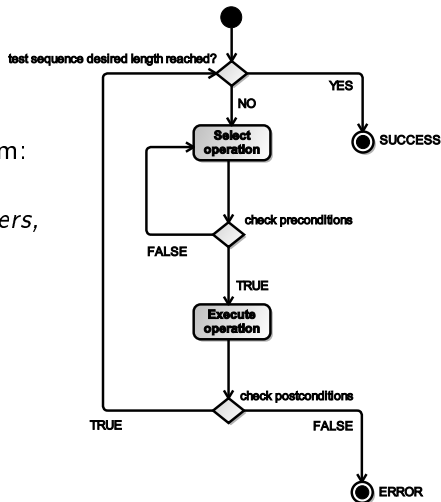 test sequence desired length reached?
YES
NO
SUCCESS
Select
operation
m:
ers,
check preconditions
FALSE
TRUE
Execute
operation
check postconditions
TRUE
FALSE
ERROR